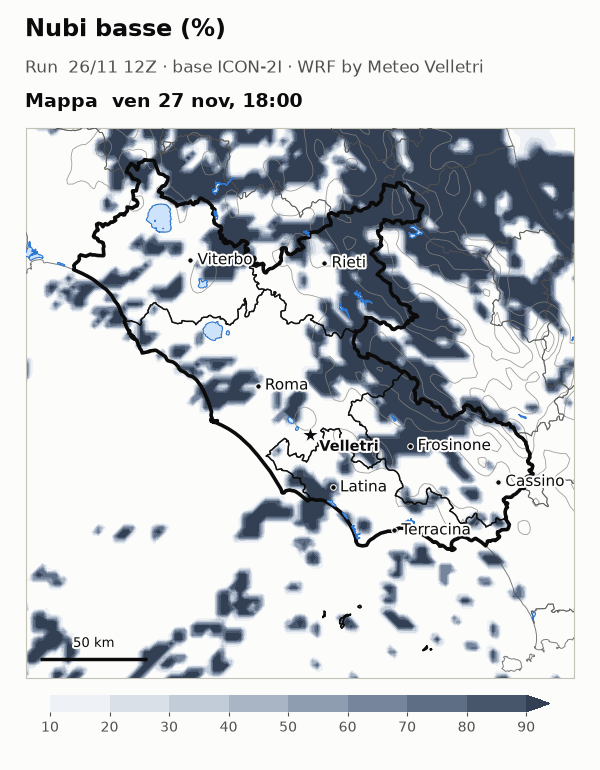 Nubi basse (%)
Run  26/11 12Z · base ICON-2I · WRF by Meteo Velletri
Mappa  ven 27 nov, 18:00
Viterbo
Rieti
Roma
Velletri
Frosinone
Cassino
Latina
Terracina
50 km
10 20 30 40 50 60 70 80 90